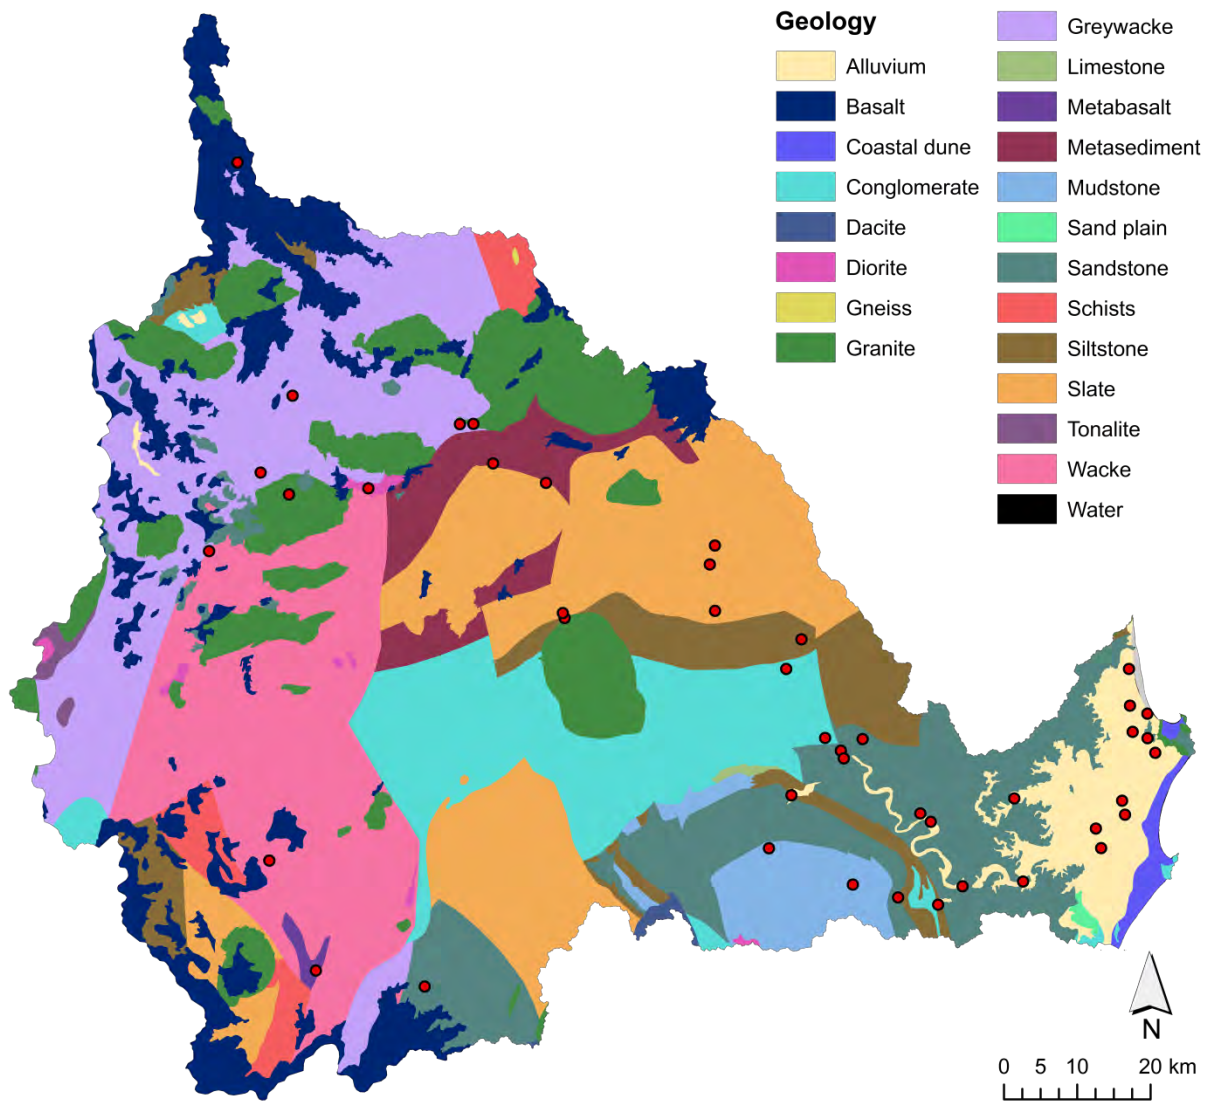 Geology
Alluvium
Basalt
Coastal dune
Conglomerate
Dacite
Diorite
Gneiss
Granite
Greywacke
Limestone
Metabasalt
Metasediment
Mudstone
Sand plain
Sandstone
Schists
Siltstone
Slate
Tonalite
Wacke
Water
N
0 5 10 20 km